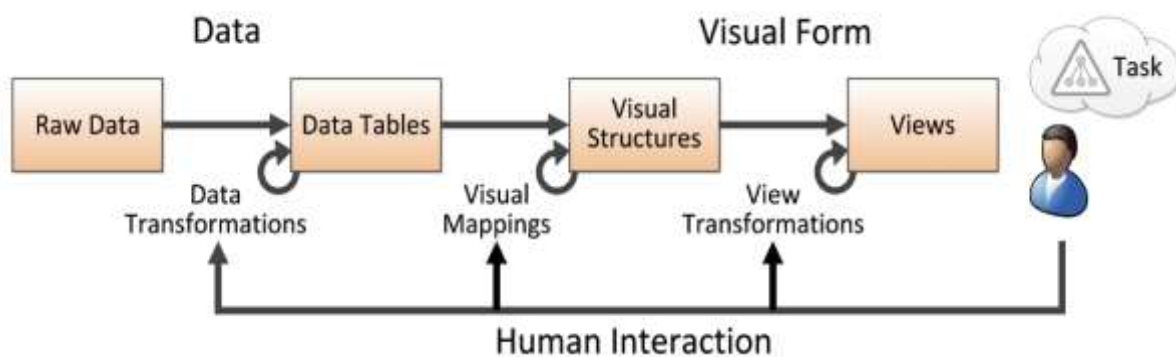 Data
Visual Form
Task
Raw Data
Data Tables
Visual
Structures
Views
Data
Transformations
Visual
Mappings
View
Transformations
Human Interaction